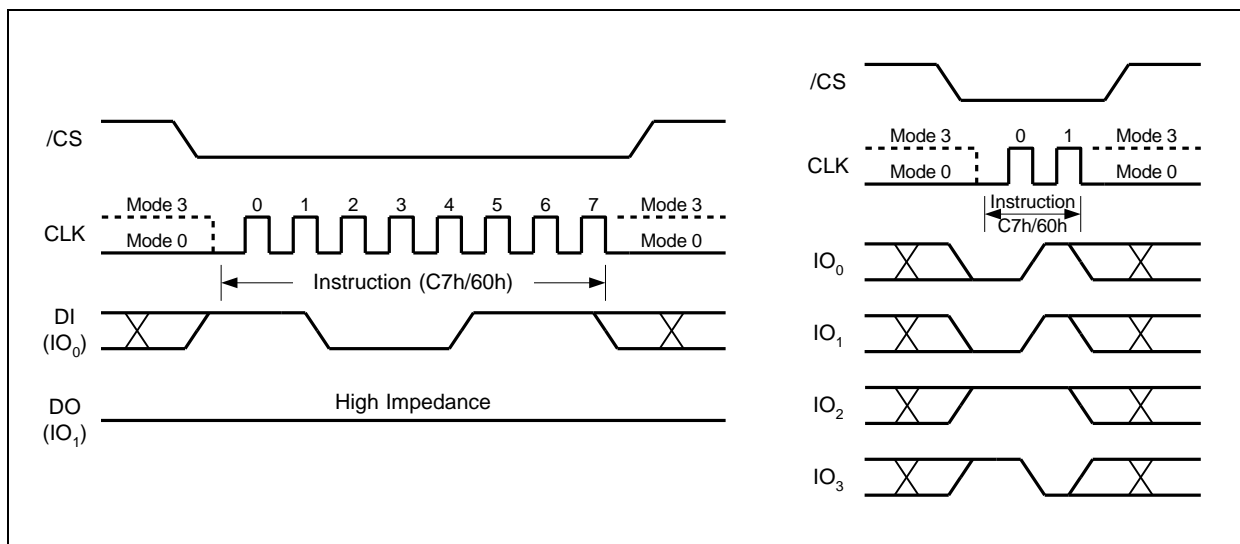 /CS
Mode 3 0 1 2 3 4 5 6 7 Mode 3
CLK Mode 0 Mode 0
Instruction (C7h/60h)
DI
(IO0)
High Impedance
DO
(IO1)
/CS
Mode 3 0 1 Mode 3
CLK Mode 0 Mode 0
Instruction
C7h/60h
IO0
IO1
IO2
IO3